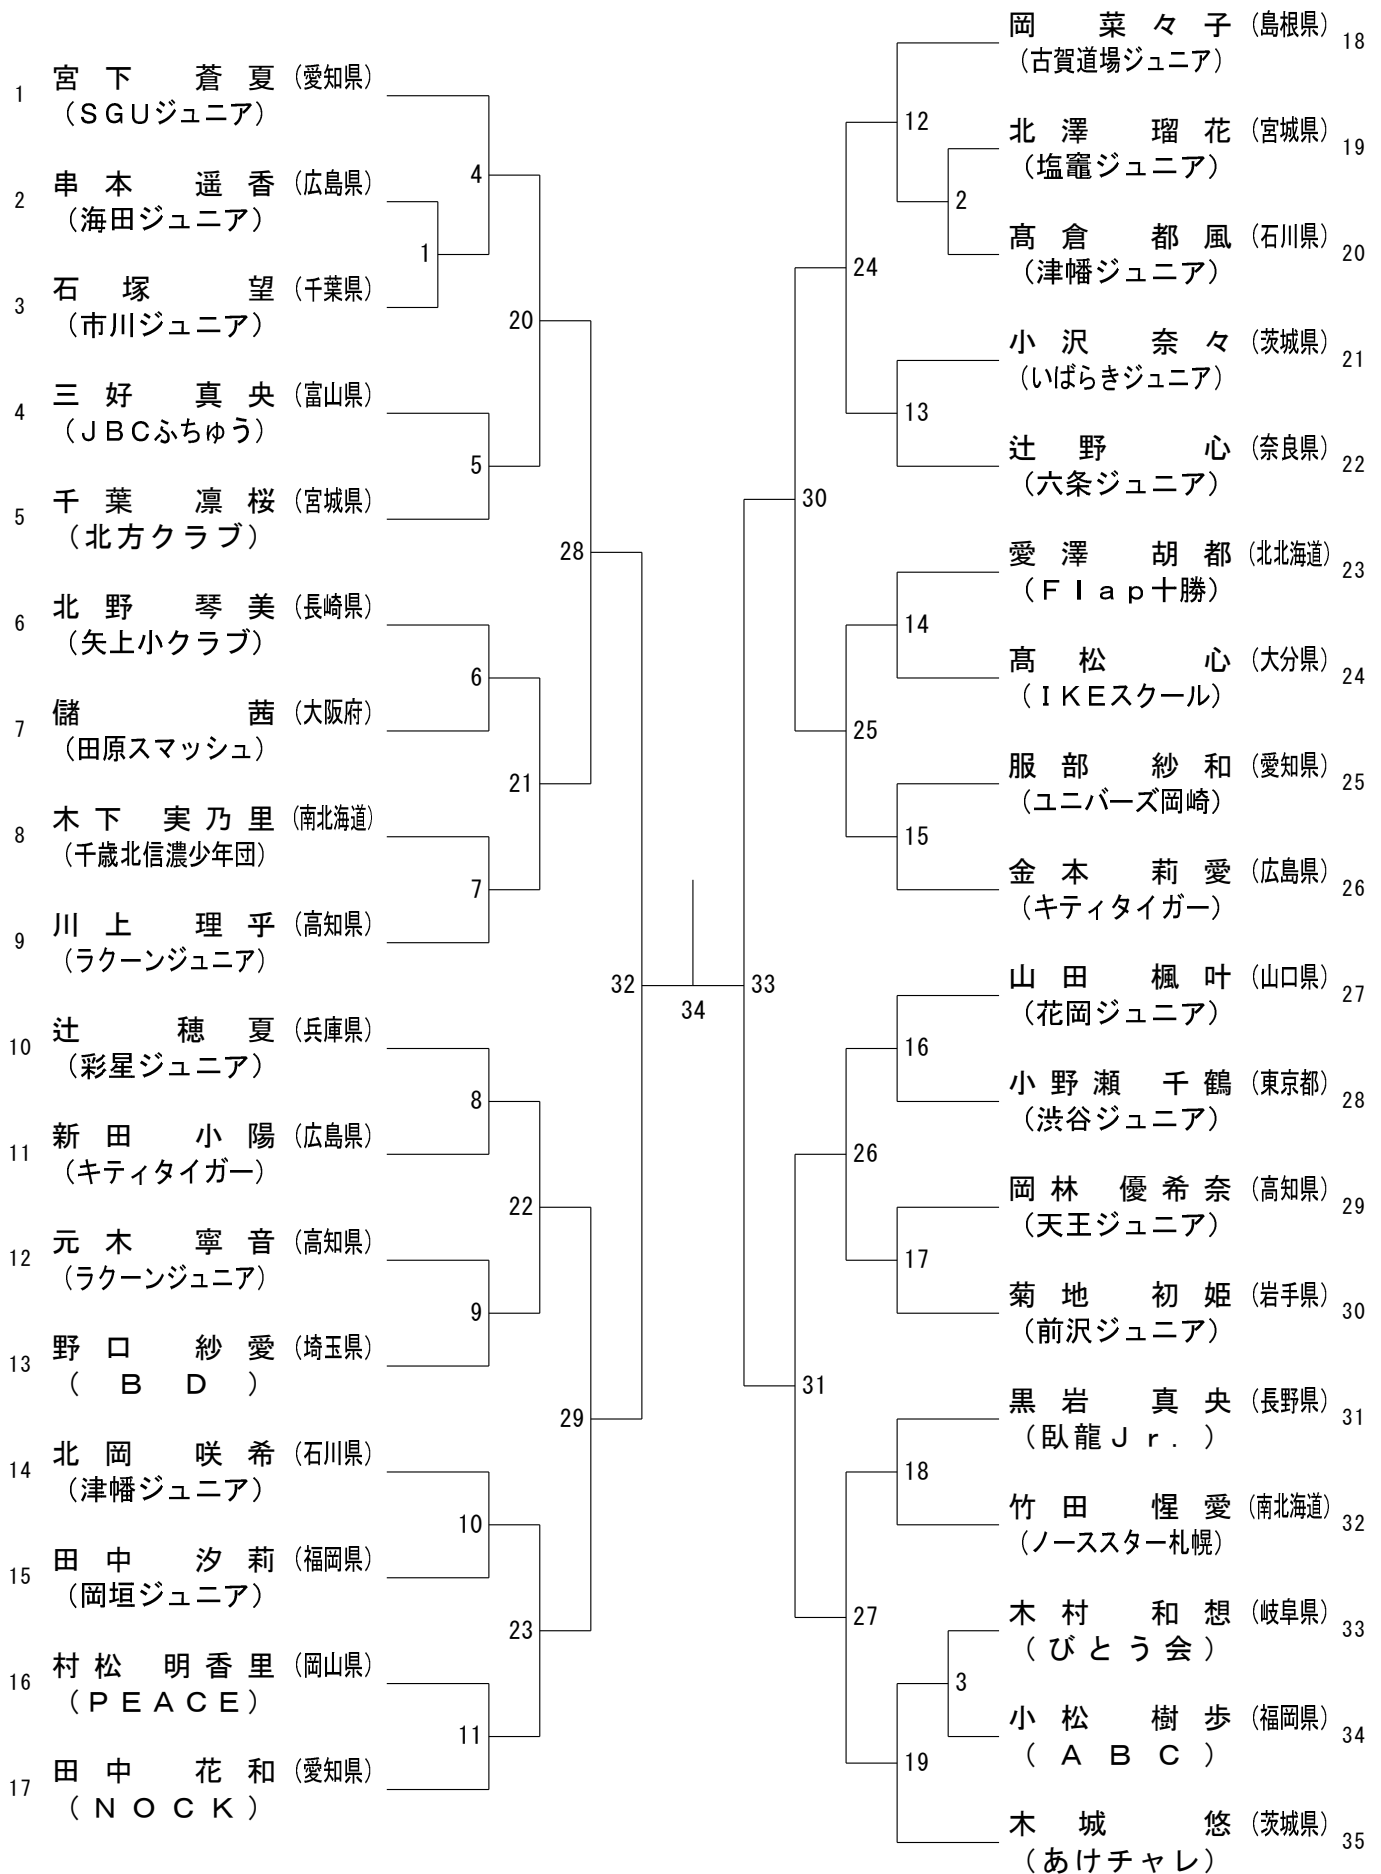 1 宮下 蒼夏 (愛知県)
(SGUジュニア)
2 串本 遥香 (広島県)
(海田ジュニア)
3 石塚 望 (千葉県)
(市川ジュニア)
4 三好 真央 (富山県)
(JBCふちゅう)
5 千葉 凛桜 (宮城県)
(北方クラブ)
6 北野 琴美 (長崎県)
(矢上小クラブ)
7 儲 茜 (大阪府)
(田原スマッシュ)
8 木下 実乃里 (南北海道)
(千歳北信濃少年団)
9 川上 理乎 (高知県)
(ラクーンジュニア)
10 辻 穂夏 (兵庫県)
(彩星ジュニア)
11 新田 小陽 (広島県)
(キティタイガー)
12 元木 寧音 (高知県)
(ラクーンジュニア)
13 野口 紗愛 (埼玉県)
(BD)
14 北岡 咲希 (石川県)
(津幡ジュニア)
15 田中 汐莉 (福岡県)
(岡垣ジュニア)
16 村松 明香里 (岡山県)
(PEACE)
17 田中 花和 (愛知県)
(NOCK)
1
4
5
6
7
8
9
10
11
20
21
22
23
28
29
32
34
33
30
31
24
25
26
27
12
2
13
14
15
16
17
18
3
19
岡 菜々子 (島根県) 18
(古賀道場ジュニア)
北澤 瑠花 (宮城県) 19
(塩竈ジュニア)
髙倉 都風 (石川県) 20
(津幡ジュニア)
小沢 奈々 (茨城県) 21
(いばらきジュニア)
辻野 心 (奈良県) 22
(六条ジュニア)
愛澤 胡都 (北北海道) 23
(Flap十勝)
髙松 心 (大分県) 24
(IKEスクール)
服部 紗和 (愛知県) 25
(ユニバーズ岡崎)
金本 莉愛 (広島県) 26
(キティタイガー)
山田 楓叶 (山口県) 27
(花岡ジュニア)
小野瀬 千鶴 (東京都) 28
(渋谷ジュニア)
岡林 優希奈 (高知県) 29
(天王ジュニア)
菊地 初姫 (岩手県) 30
(前沢ジュニア)
黒岩 真央 (長野県) 31
(臥龍Jr.)
竹田 惺愛 (南北海道) 32
(ノーススター札幌)
木村 和想 (岐阜県) 33
(びとう会)
小松 樹歩 (福岡県) 34
(ABC)
木城 悠 (茨城県) 35
(あけチャレ)